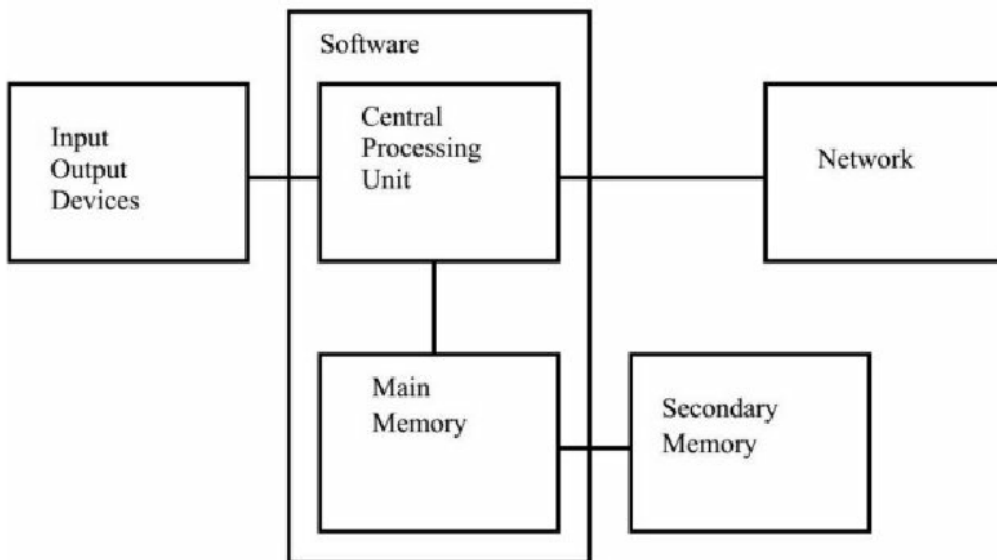 Software
Input
Output
Devices
Central
Processing
Unit
Network
Main
Memory
Secondary
Memory